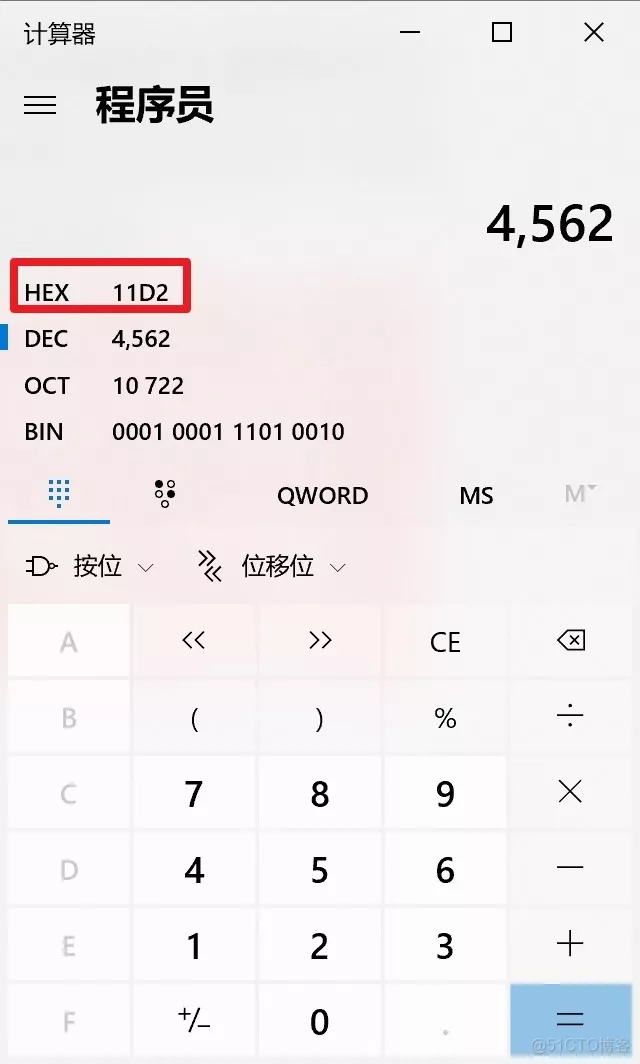 计算器
程序员
4,562
HEX 11D2
DEC 4,562
OCT 10 722
BIN 0001 0001 1101 0010
QWORD MS M
按位 位移位
A << >> CE
B ( ) % ÷
C 7 8 9 ×
D 4 5 6 −
E 1 2 3 +
F +/− 0 . =
@51CTO博客